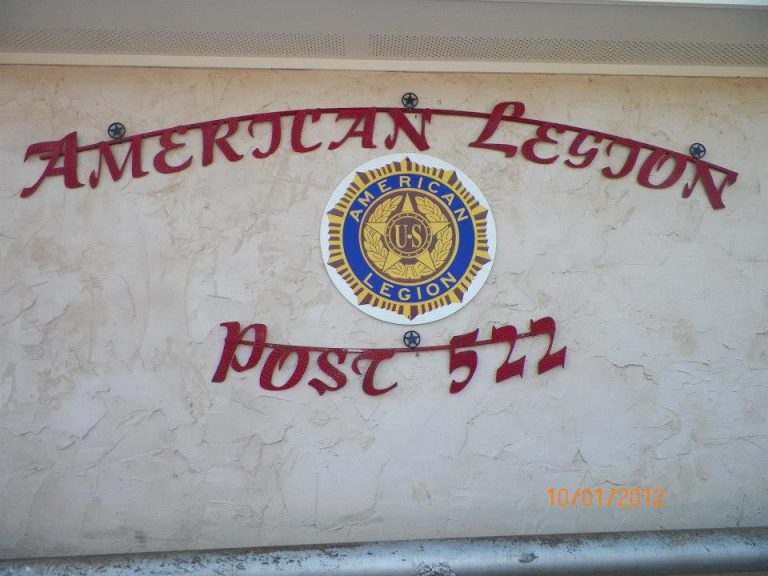 AMERICAN LEGION
AMERICAN
U·S
LEGION
POST 522
10/01/2012